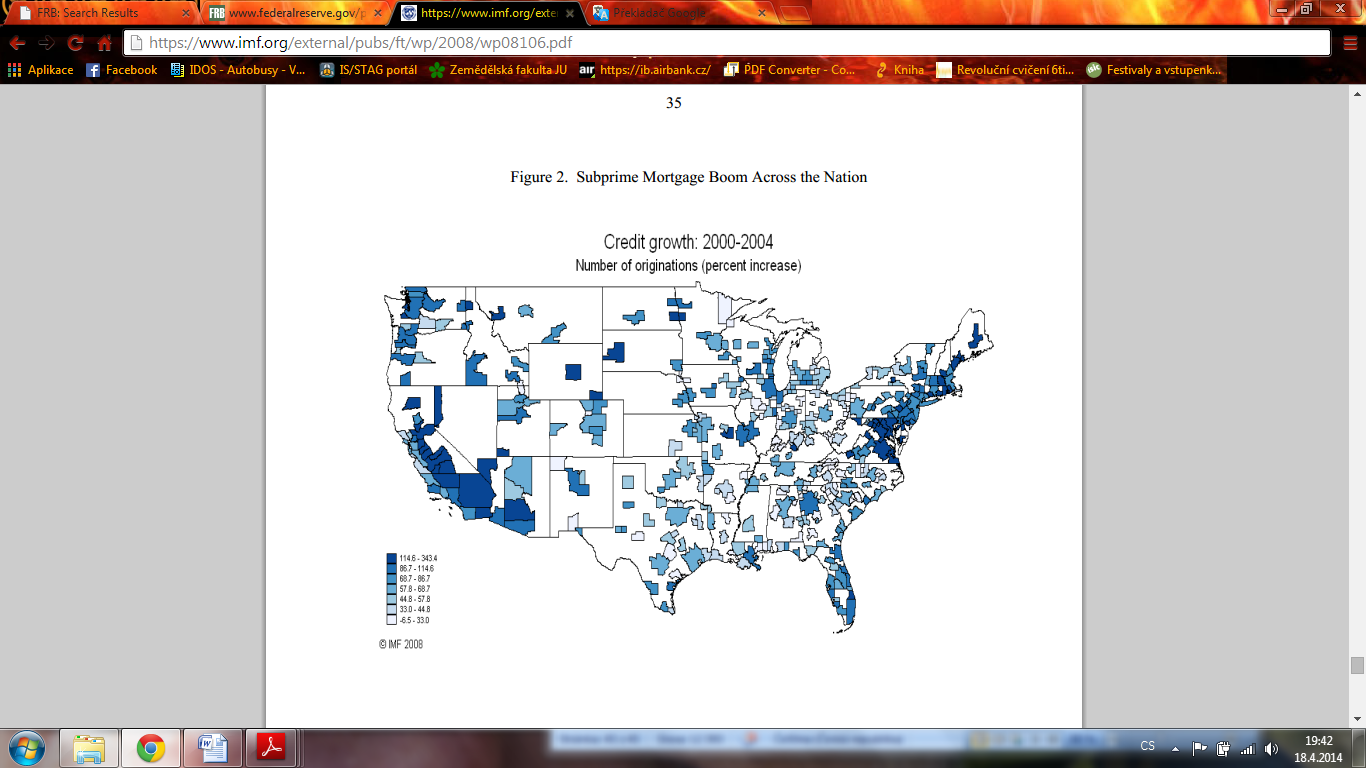 FRB: Search Results
www.federalreserve.gov/p
https://www.imf.org/exte
Překladač Google
https://www.imf.org/external/pubs/ft/wp/2008/wp08106.pdf
Aplikace
Facebook
IDOS - Autobusy - V...
IS/STAG portál
Zemědělská fakulta JU
https://ib.airbank.cz/
PDF Converter - Co...
Kniha
Revoluční cvičení 6ti...
Festivaly a vstupenk...
35
Figure 2. Subprime Mortgage Boom Across the Nation
Credit growth: 2000-2004
Number of originations (percent increase)
114.6 - 343.4
86.7 - 114.6
68.7 - 86.7
57.8 - 68.7
44.8 - 57.8
33.0 - 44.8
-6.5 - 33.0
© IMF 2008
CS
19:42
18.4.2014